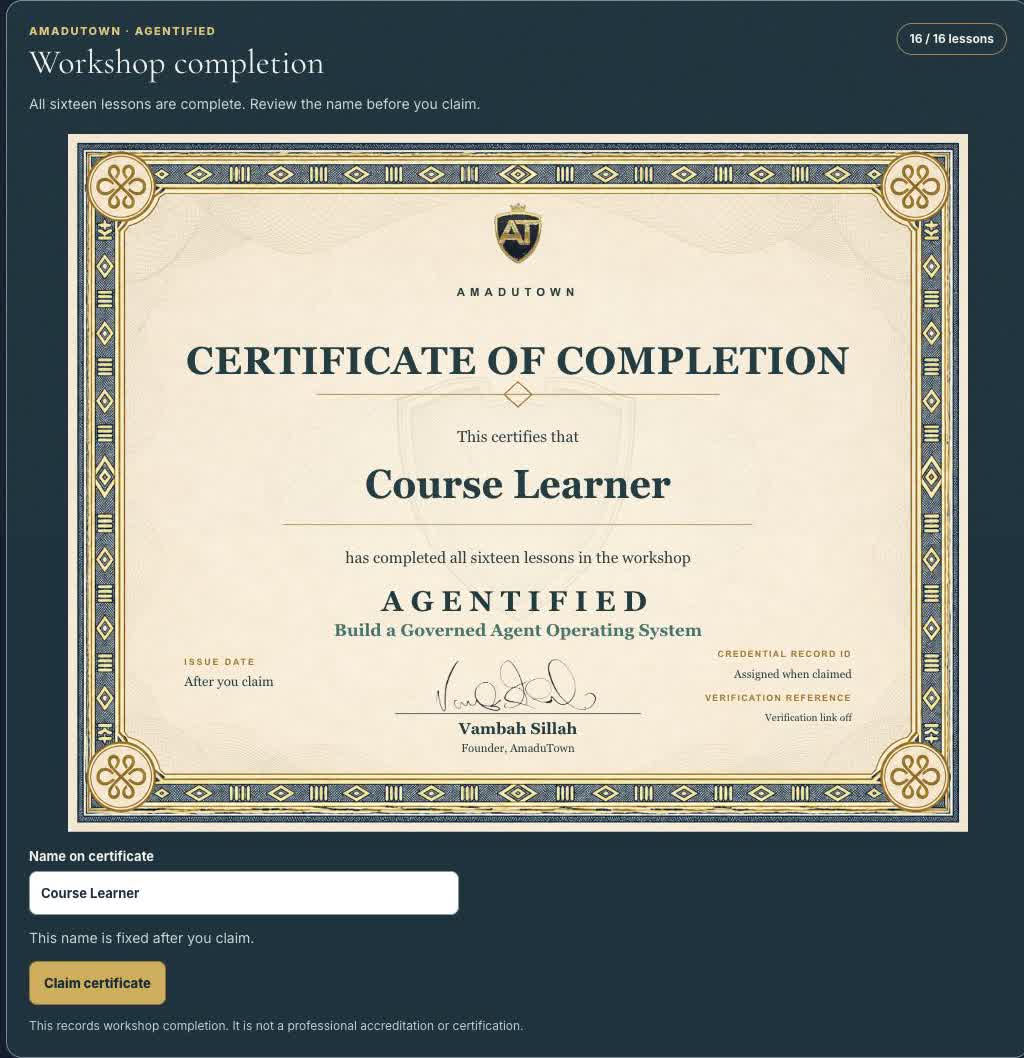 AMADUTOWN · AGENTIFIED
Workshop completion
16 / 16 lessons
All sixteen lessons are complete. Review the name before you claim.
AT
AMADUTOWN
CERTIFICATE OF COMPLETION
This certifies that
Course Learner
has completed all sixteen lessons in the workshop
AGENTIFIED
Build a Governed Agent Operating System
ISSUE DATE
After you claim
Vambah Sillah
Founder, AmaduTown
CREDENTIAL RECORD ID
Assigned when claimed
VERIFICATION REFERENCE
Verification link off
Name on certificate
Course Learner
This name is fixed after you claim.
Claim certificate
This records workshop completion. It is not a professional accreditation or certification.